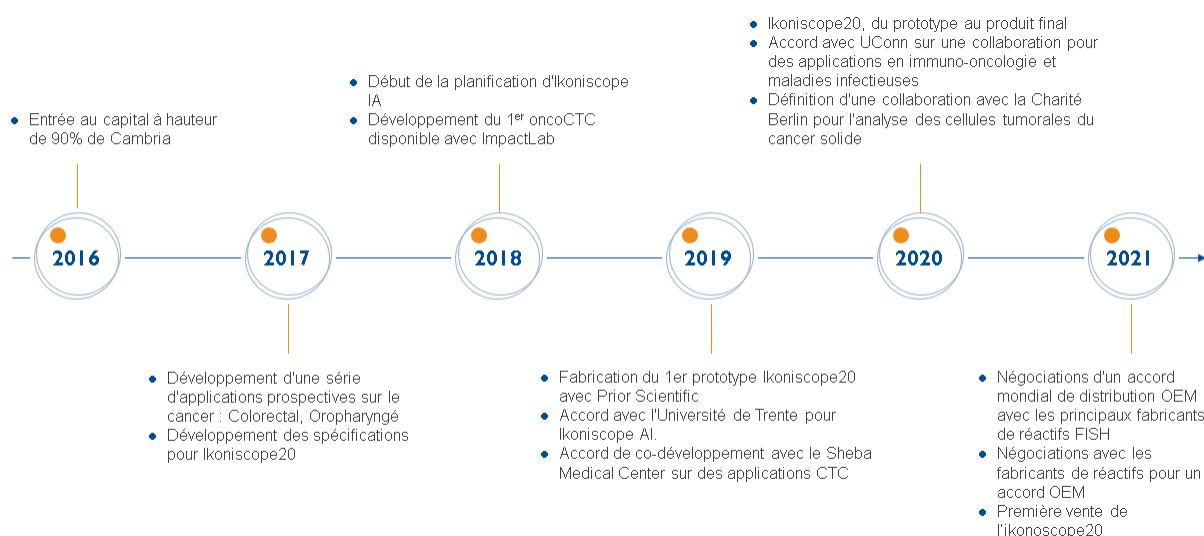 ● Entrée au capital à hauteur
de 90% de Cambria
● Début de la planification d'Ikoniscope
IA
● Développement du 1er oncoCTC
disponible avec ImpactLab
● Ikoniscope20, du prototype au produit final
● Accord avec UConn sur une collaboration pour
des applications en immuno-oncologie et
maladies infectieuses
● Définition d'une collaboration avec la Charité
Berlin pour l'analyse des cellules tumorales du
cancer solide
2016
2017
2018
2019
2020
2021
● Développement d'une série
d'applications prospectives sur le
cancer : Colorectal, Oropharyngé
● Développement des spécifications
pour Ikoniscope20
● Fabrication du 1er prototype Ikoniscope20
avec Prior Scientific
● Accord avec l'Université de Trente pour
Ikoniscope AI.
● Accord de co-développement avec le Sheba
Medical Center sur des applications CTC
● Négociations d'un accord
mondial de distribution OEM
avec les principaux fabricants
de réactifs FISH
● Négociations avec les
fabricants de réactifs pour un
accord OEM
● Première vente de
l'ikonoscope20